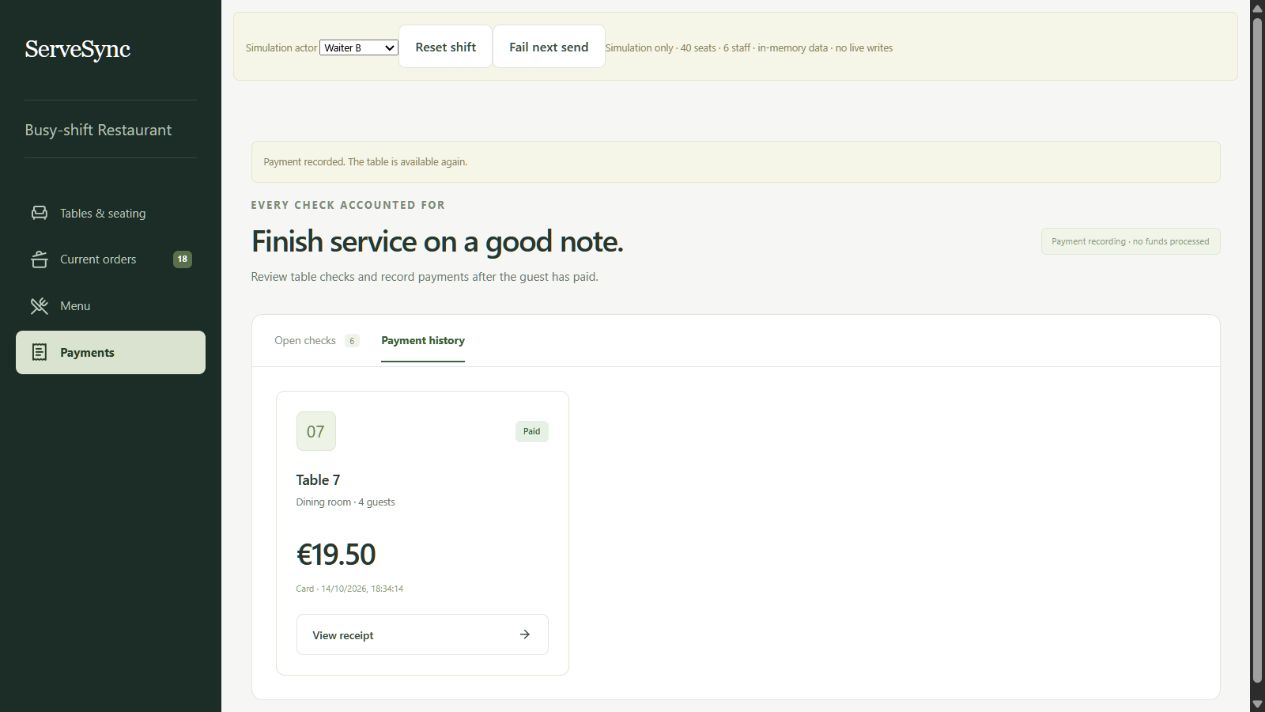 ServeSync
Busy-shift Restaurant
Tables & seating
Current orders 18
Menu
Payments
Simulation actor Waiter B Reset shift Fail next send Simulation only · 40 seats · 6 staff · in-memory data · no live writes
Payment recorded. The table is available again.
EVERY CHECK ACCOUNTED FOR
Finish service on a good note.
Payment recording · no funds processed
Review table checks and record payments after the guest has paid.
Open checks 6 Payment history
07 Paid
Table 7
Dining room · 4 guests
€19.50
Card · 14/10/2026, 18:34:14
View receipt